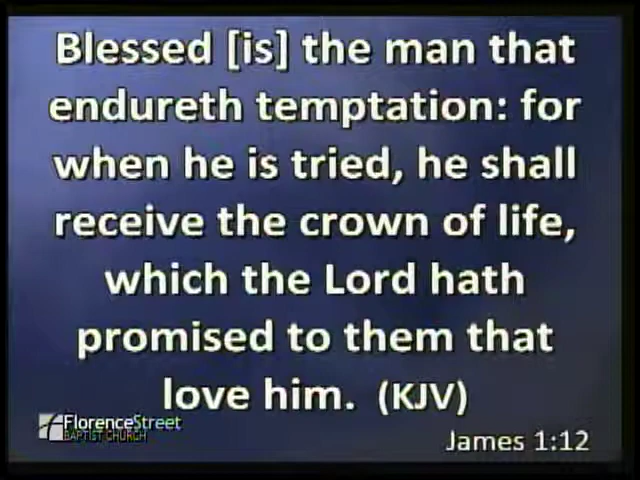 Blessed [is] the man that
endureth temptation: for
when he is tried, he shall
receive the crown of life,
which the Lord hath
promised to them that
love him. (KJV)
FlorenceStreet
BAPTIST CHURCH
James 1:12